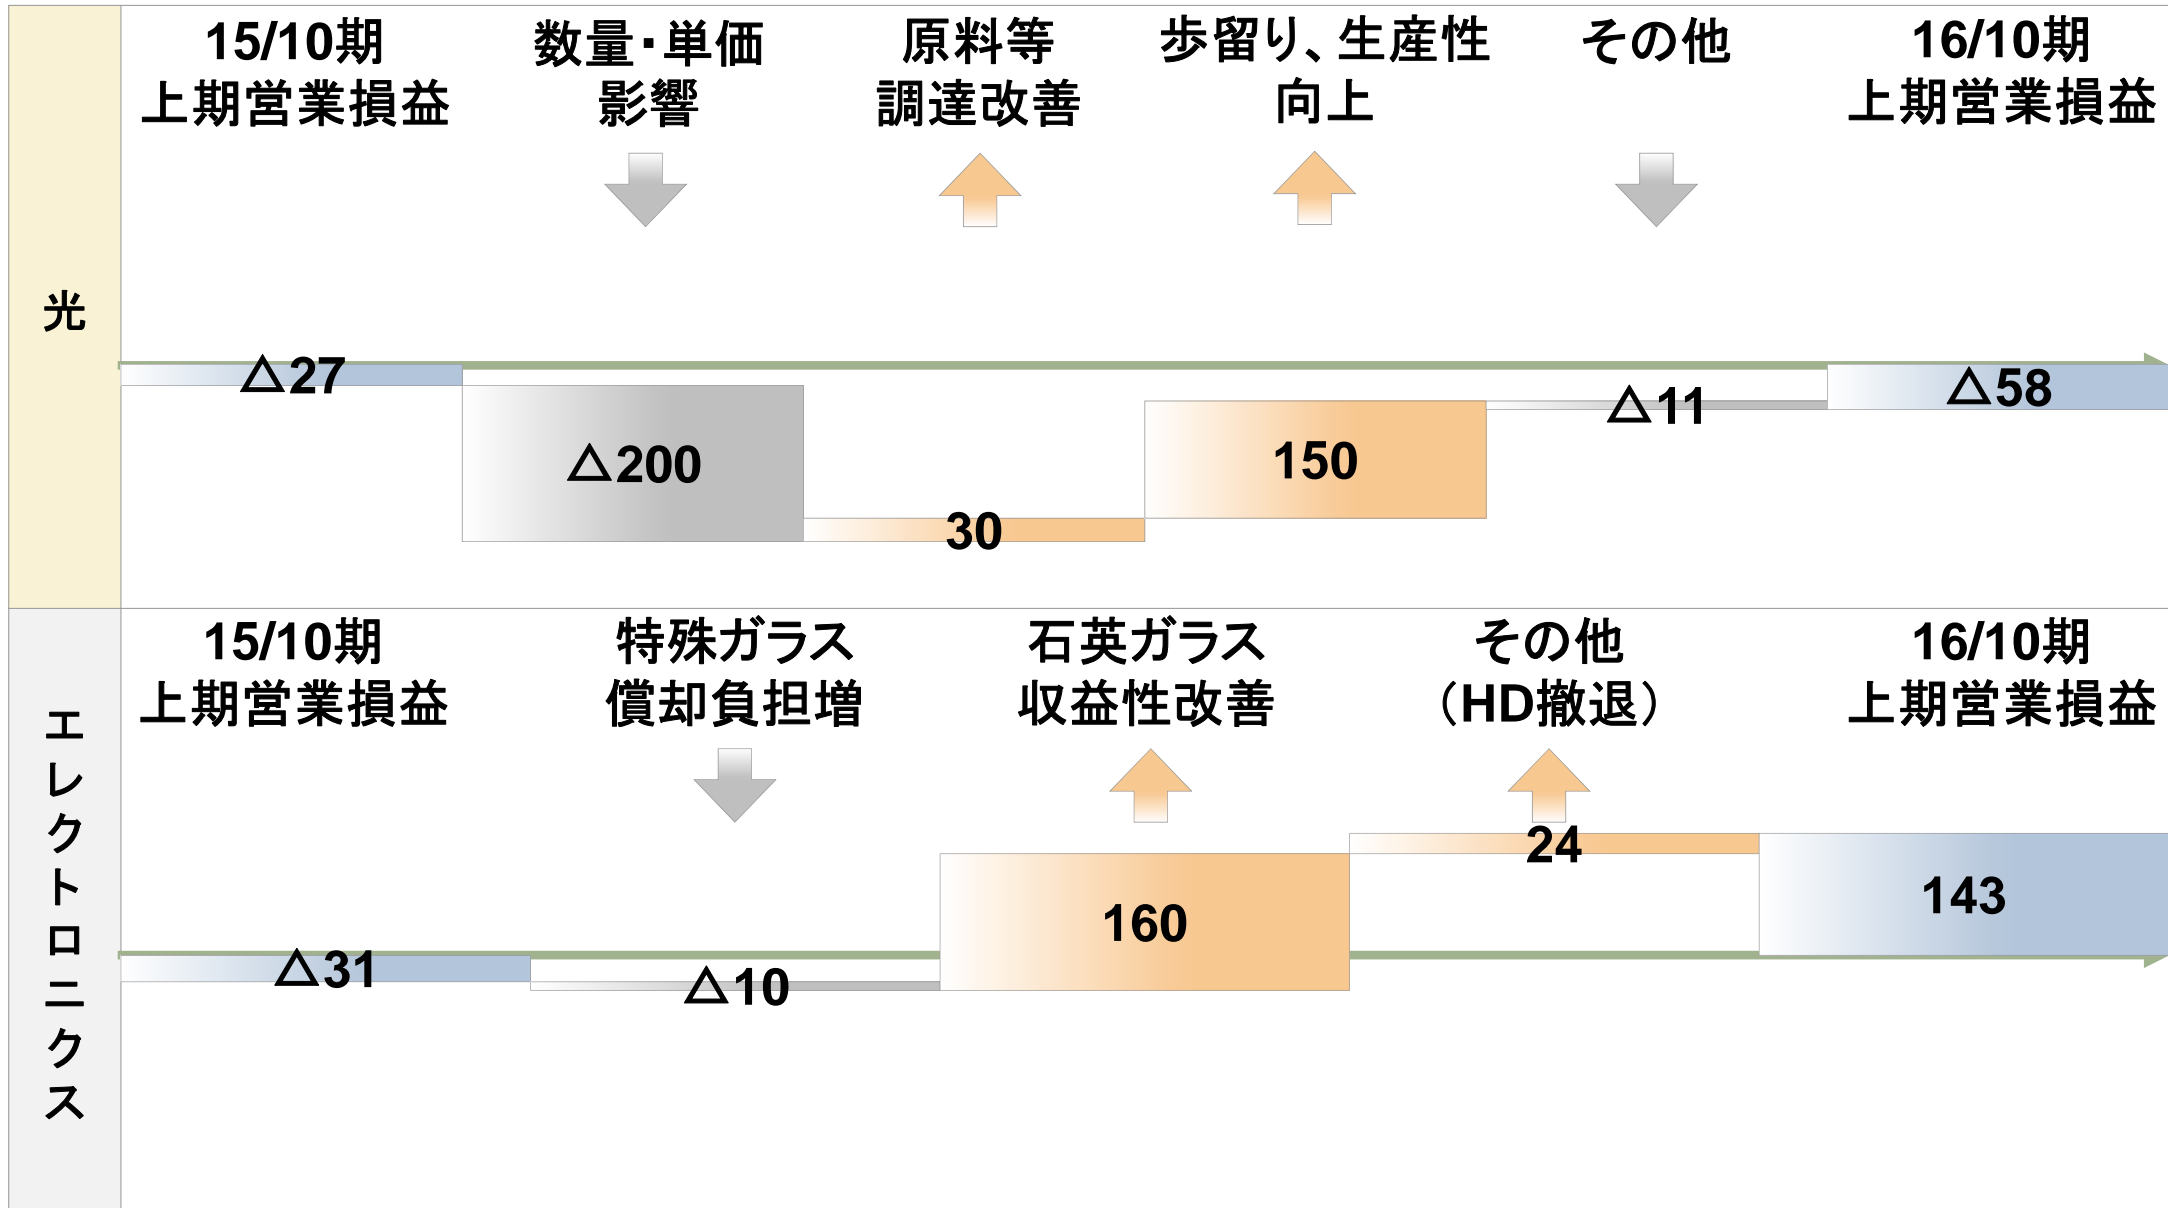 光
15/10期
上期営業損益
数量・単価
影響
原料等
調達改善
歩留り、生産性
向上
その他
16/10期
上期営業損益
△27
△200
30
150
△11
△58
エレクトロニクス
15/10期
上期営業損益
特殊ガラス
償却負担増
石英ガラス
収益性改善
その他
（HD撤退）
16/10期
上期営業損益
△31
△10
160
24
143